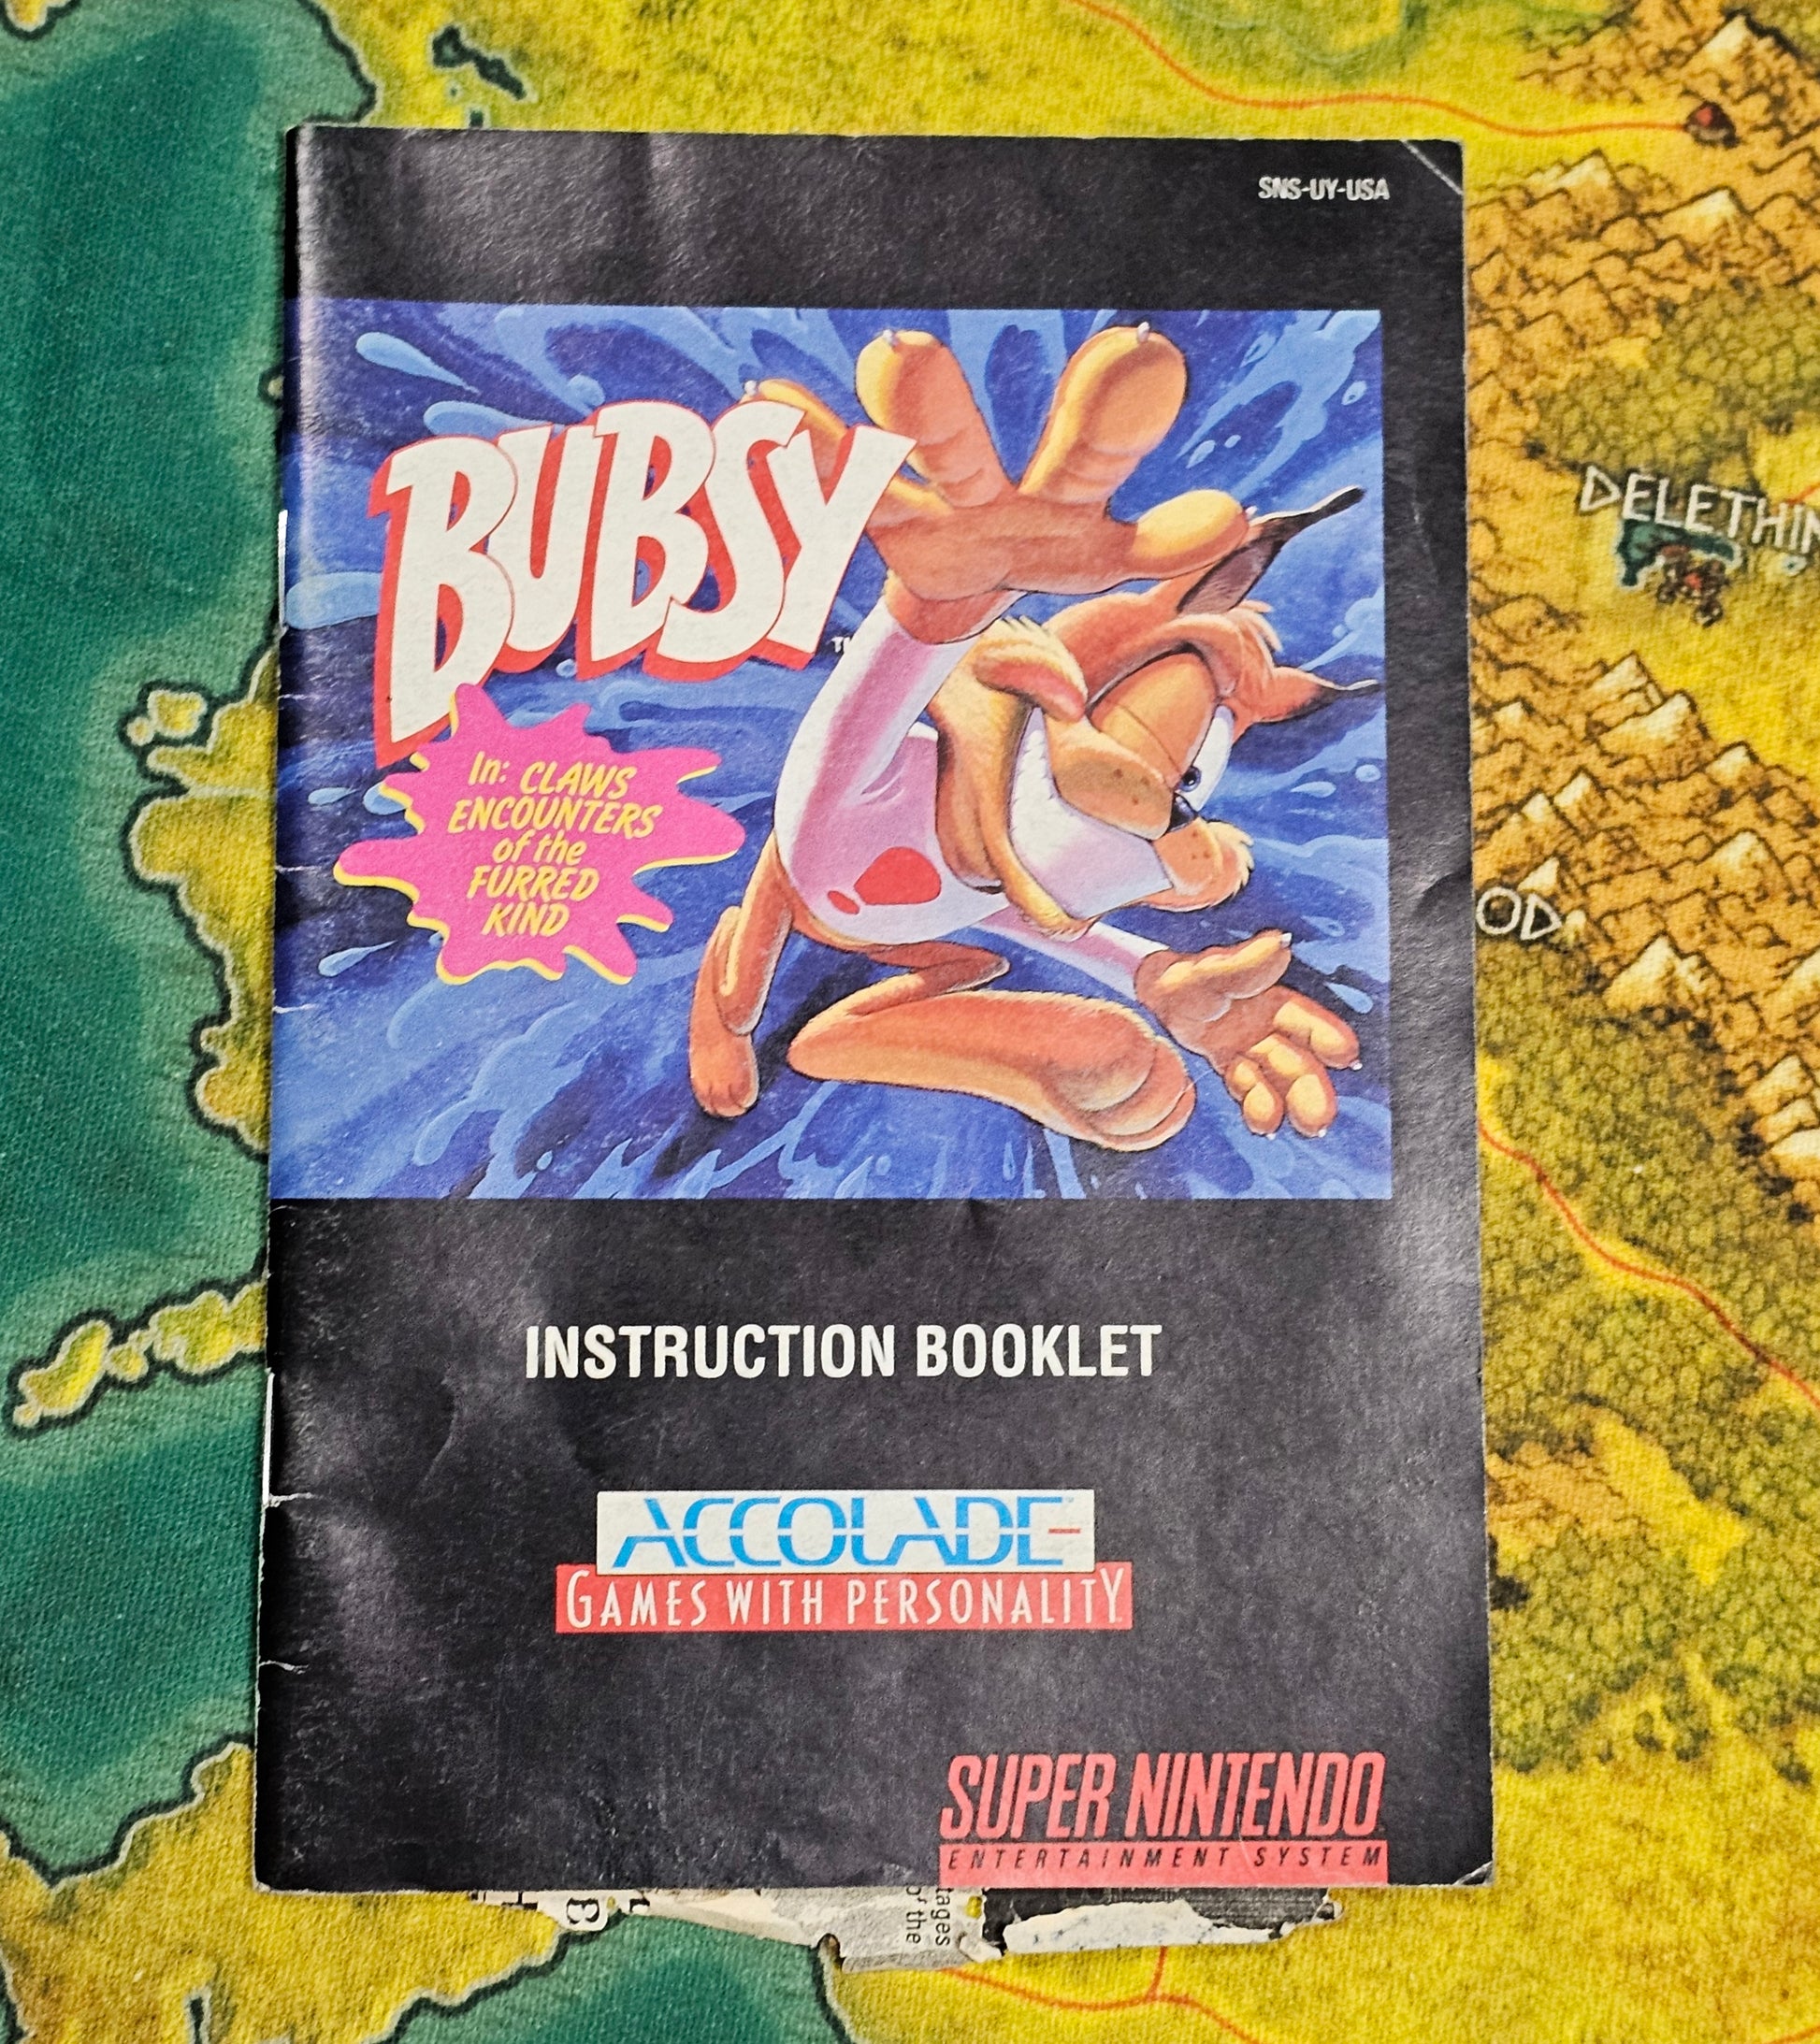 SNS-UY-USA
BUBSY
TM
In: CLAWS
ENCOUNTERS
of the
FURRED
KIND
INSTRUCTION BOOKLET
ACCOLADE
GAMES WITH PERSONALITY
SUPER NINTENDO
ENTERTAINMENT SYSTEM
tages
of the